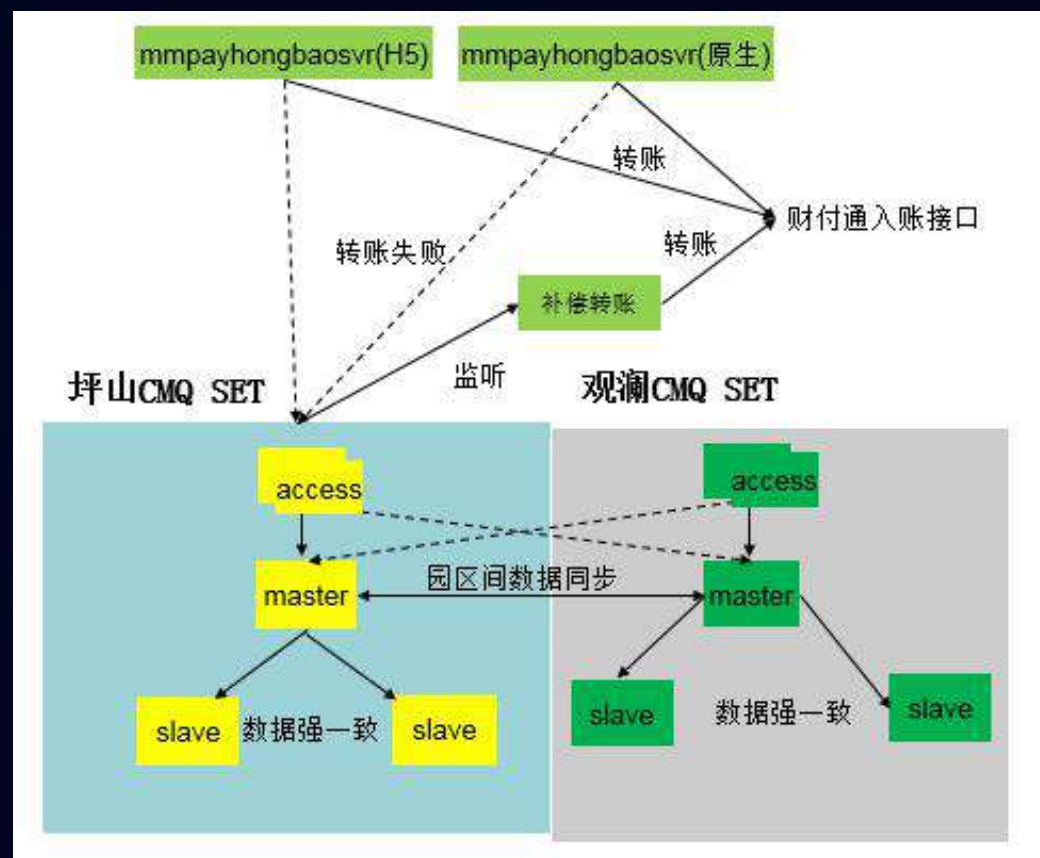 mmpayhongbaosvr(H5)
mmpayhongbaosvr(原生)
转账
财付通入账接口
转账失败
转账
补偿转账
监听
坪山CMQ SET
观澜CMQ SET
access
access
园区间数据同步
master
master
slave
数据强一致
slave
slave
数据强一致
slave